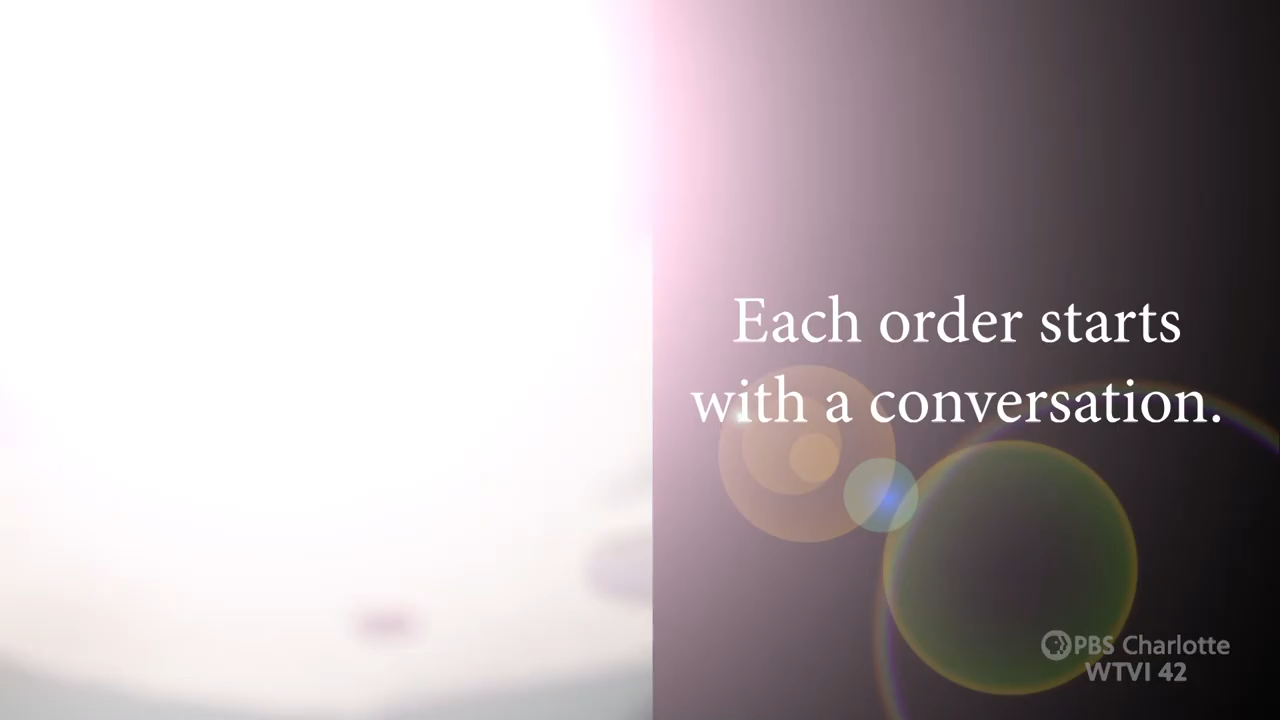 Each order starts
with a conversation.
PBS Charlotte
WTVI 42